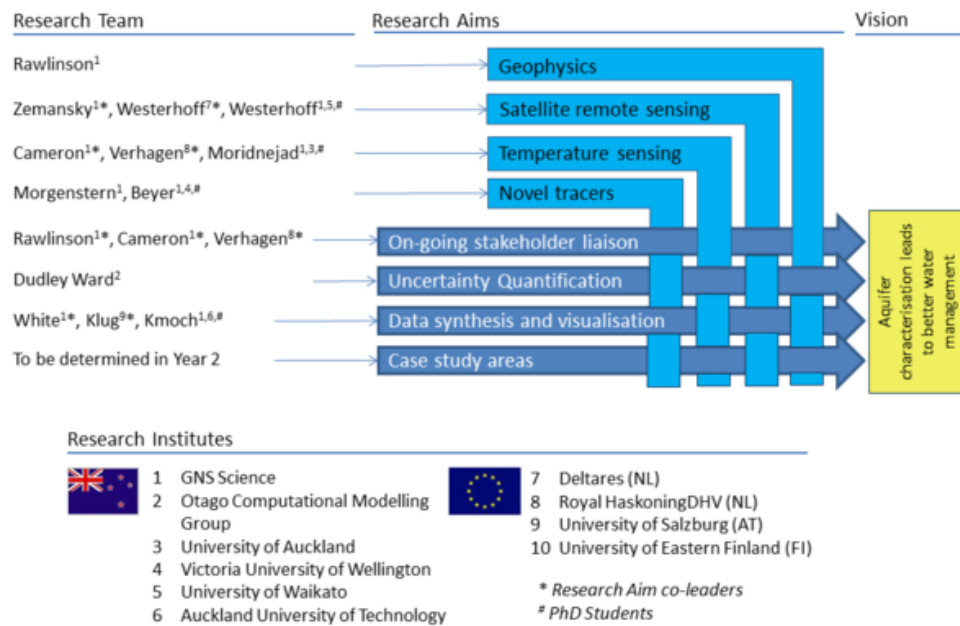 Research Team
Research Aims
Vision
Rawlinson¹
Geophysics
Zemansky¹*, Westerhoff⁷*, Westerhoff¹,⁵,#
Satellite remote sensing
Cameron¹*, Verhagen⁸*, Moridnejad¹,³,#
Temperature sensing
Morgenstern¹, Beyer¹,⁴,#
Novel tracers
Rawlinson¹*, Cameron¹*, Verhagen⁸*
On-going stakeholder liaison
Dudley Ward²
Uncertainty Quantification
White¹*, Klug⁹*, Kmoch¹,⁶,#
Data synthesis and visualisation
To be determined in Year 2
Case study areas
Aquifer
characterisation leads
to better water
management
Research Institutes
1 GNS Science
2 Otago Computational Modelling
Group
3 University of Auckland
4 Victoria University of Wellington
5 University of Waikato
6 Auckland University of Technology
7 Deltares (NL)
8 Royal HaskoningDHV (NL)
9 University of Salzburg (AT)
10 University of Eastern Finland (FI)
* Research Aim co-leaders
# PhD Students